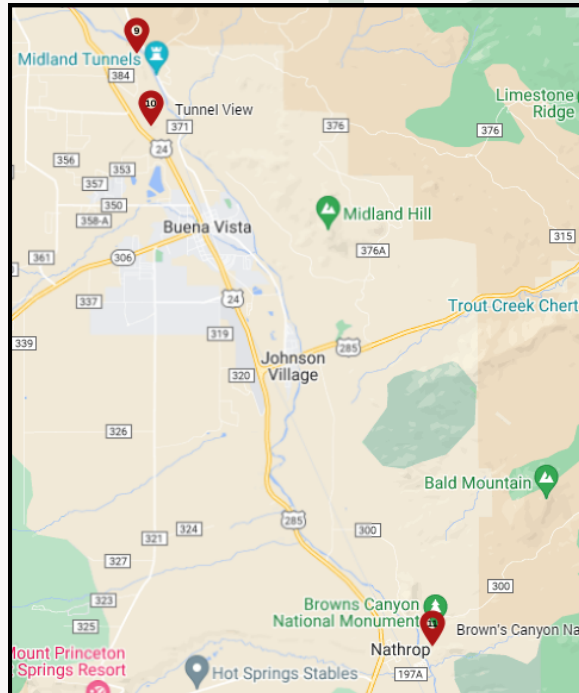 9
Midland Tunnels
384
10
Tunnel View
371
Limestone
Ridge
376
376
24
356
353
357
350
358-A
Midland Hill
Buena Vista
315
376A
361
306
24
337
Trout Creek Chert
319
339
285
Johnson
Village
320
326
Bald Mountain
285
324
300
321
327
300
323
Browns Canyon
National Monument
11
325
Brown's Canyon Na
Nathrop
Mount Princeton
Springs Resort
Hot Springs Stables
197A